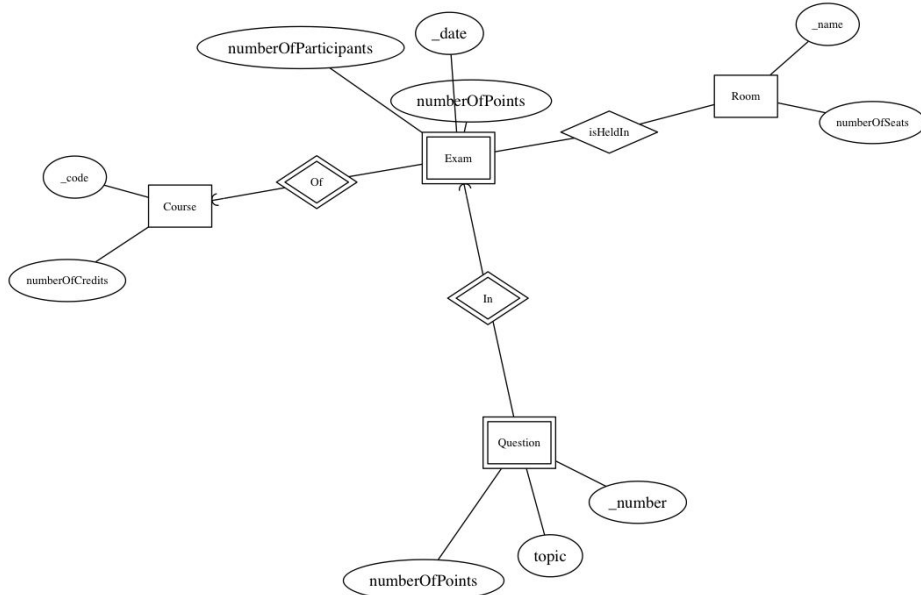 _name
_date
numberOfParticipants
Room
numberOfPoints
numberOfSeats
isHeldIn
Exam
_code
Of
Course
numberOfCredits
In
Question
_number
topic
numberOfPoints